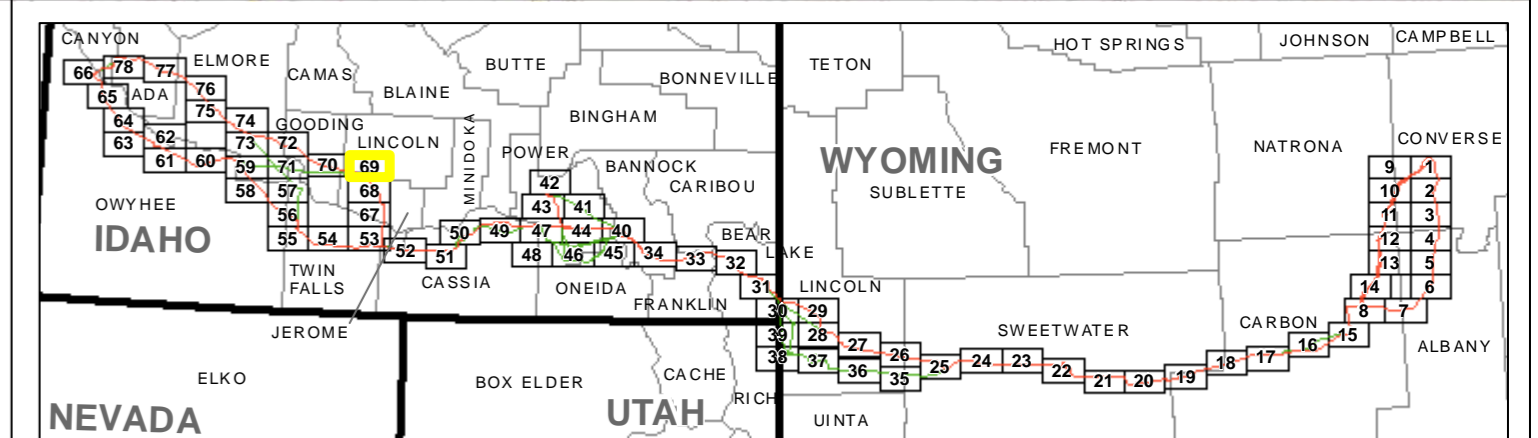 CANYON
HOT SPRINGS
JOHNSON
CAMPBELL
ELMORE
BUTTE
TETON
66 78 77
CAMAS
BONNEVILLE
65 ADA 76
BLAINE
64 75 74
GOODING
BINGHAM
63 62 73 72
LINCOLN
MINIDOKA
CONVERSE
61 60 59 71 70 69
POWER
BANNOCK
WYOMING
FREMONT
NATRONA
9 1
58 57 68
42
CARIBOU
SUBLETTE
10 2
OWYHEE
56 67
43 41
11 3
IDAHO
55 54 53
50 49 47 44 40
BEAR LAKE
12 4
52 51
48 46 45 34 33 32
13 5
TWIN
FALLS
CASSIA
ONEIDA
31
LINCOLN
14 6
FRANKLIN
30 29
8 7
JEROME
39 28
SWEETWATER
CARBON
15
38 37 27 26
16
ALBANY
36 35 25 24 23 22 21 20 19 18 17
ELKO
BOX ELDER
CACHE
RICH
NEVADA
UTAH
UINTA